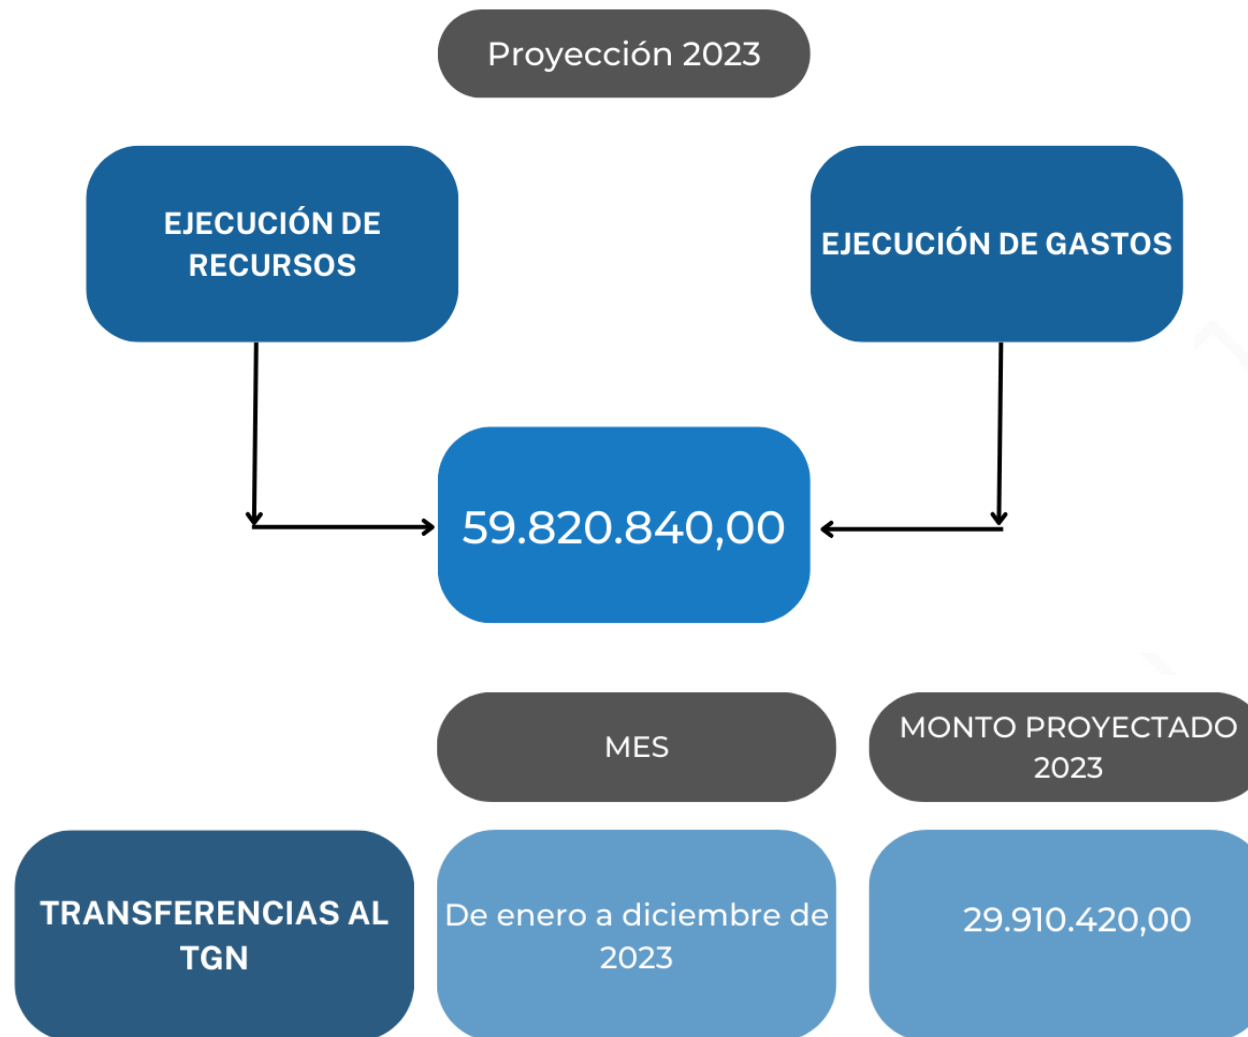 Proyección 2023
EJECUCIÓN DE
RECURSOS
EJECUCIÓN DE GASTOS
59.820.840,00
MES
MONTO PROYECTADO
2023
TRANSFERENCIAS AL
TGN
De enero a diciembre de
2023
29.910.420,00